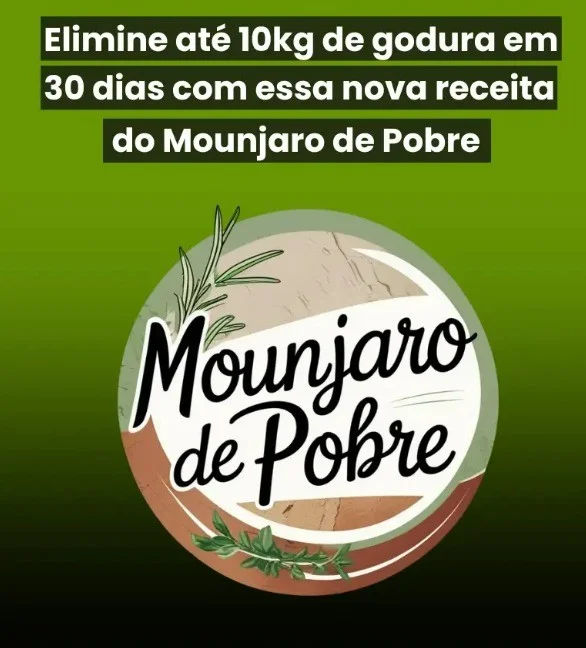 Elimine até 10kg de godura em
30 dias com essa nova receita
do Mounjaro de Pobre
Mounjaro
de Pobre